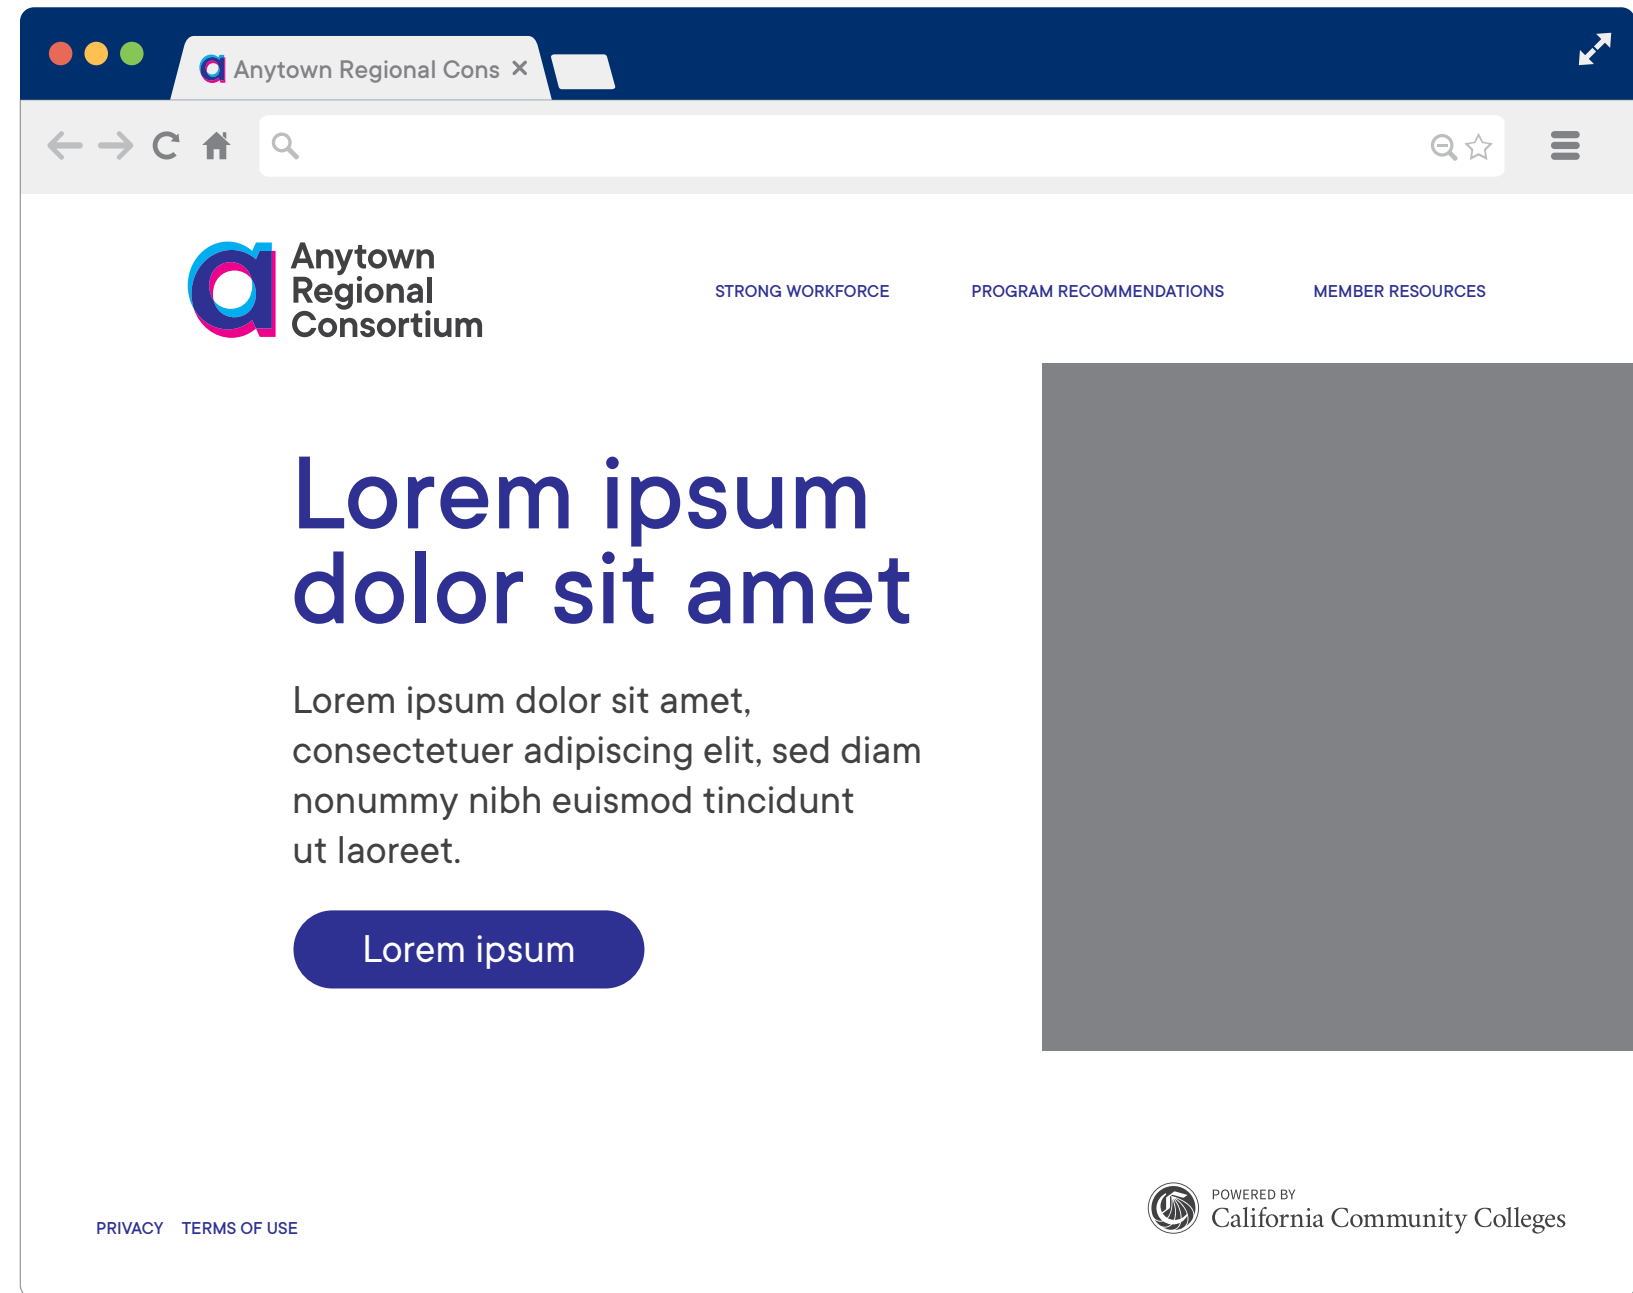 Anytown Regional Cons
Anytown
Regional
Consortium
STRONG WORKFORCE
PROGRAM RECOMMENDATIONS
MEMBER RESOURCES
Lorem ipsum
dolor sit amet
Lorem ipsum dolor sit amet,
consectetuer adipiscing elit, sed diam
nonummy nibh euismod tincidunt
ut laoreet.
Lorem ipsum
PRIVACY
TERMS OF USE
POWERED BY
California Community Colleges